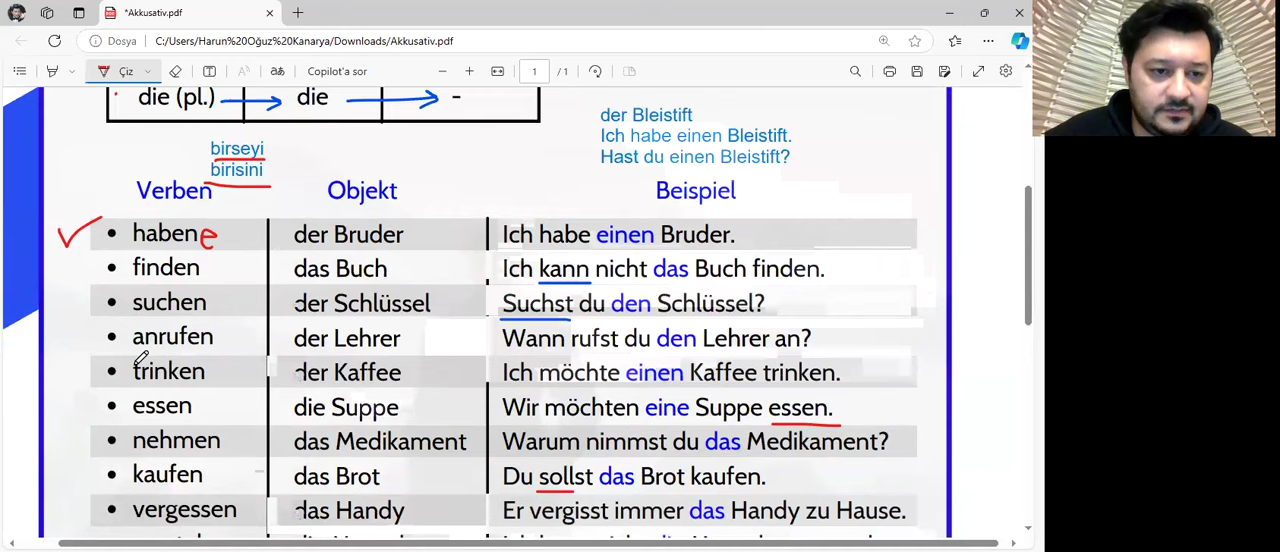 *Akkusativ.pdf
Dosya C:/Users/Harun%20Oğuz%20Kanarya/Downloads/Akkusativ.pdf
Çiz aあ Copilot'a sor 1 /1
die (pl.) die -
der Bleistift
Ich habe einen Bleistift.
Hast du einen Bleistift?
birseyi
birisini
Verben Objekt Beispiel
• haben e der Bruder Ich habe einen Bruder.
• finden das Buch Ich kann nicht das Buch finden.
• suchen der Schlüssel Suchst du den Schlüssel?
• anrufen der Lehrer Wann rufst du den Lehrer an?
• trinken der Kaffee Ich möchte einen Kaffee trinken.
• essen die Suppe Wir möchten eine Suppe essen.
• nehmen das Medikament Warum nimmst du das Medikament?
• kaufen das Brot Du sollst das Brot kaufen.
• vergessen das Handy Er vergisst immer das Handy zu Hause.